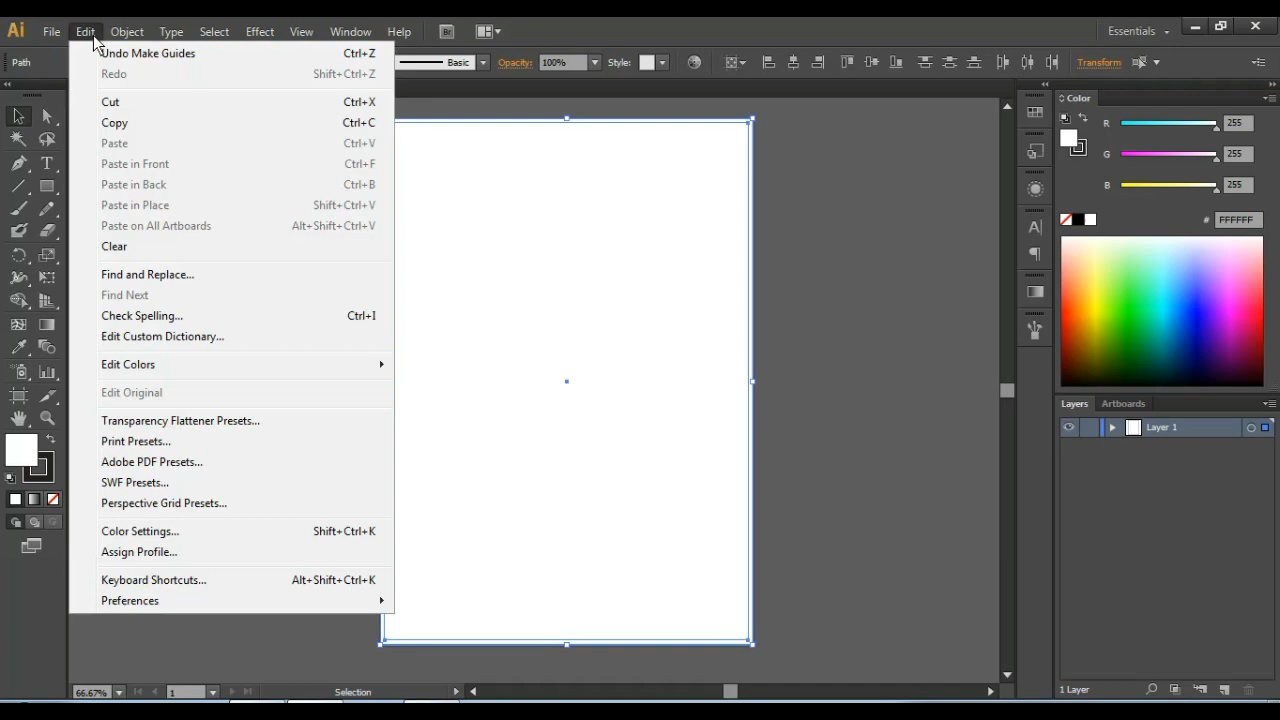 Ai File Edit Object Type Select Effect View Window Help Br Essentials
Path Basic Opacity: 100% Style: Transform
Undo Make Guides Ctrl+Z
Redo Shift+Ctrl+Z
Cut Ctrl+X
Copy Ctrl+C
Paste Ctrl+V
Paste in Front Ctrl+F
Paste in Back Ctrl+B
Paste in Place Shift+Ctrl+V
Paste on All Artboards Alt+Shift+Ctrl+V
Clear
Find and Replace...
Find Next
Check Spelling... Ctrl+I
Edit Custom Dictionary...
Edit Colors
Edit Original
Transparency Flattener Presets...
Print Presets...
Adobe PDF Presets...
SWF Presets...
Perspective Grid Presets...
Color Settings... Shift+Ctrl+K
Assign Profile...
Keyboard Shortcuts... Alt+Shift+Ctrl+K
Preferences
Color
R 255
G 255
B 255
# FFFFFF
Layers Artboards
Layer 1
1 Layer
66.67% 1 Selection